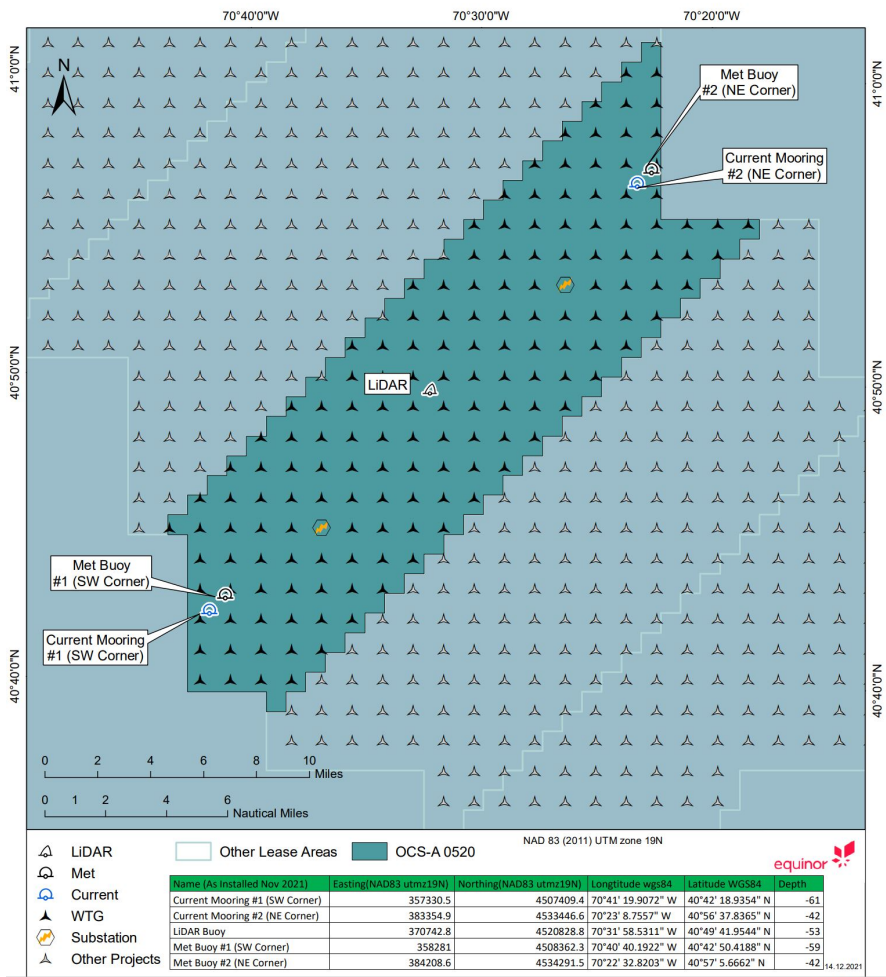 70°40'0"W 70°30'0"W 70°20'0"W
41°0'0"N
41°0'0"N
N
Met Buoy
#2 (NE Corner)
Current Mooring
#2 (NE Corner)
40°50'0"N
40°50'0"N
LiDAR
Met Buoy
#1 (SW Corner)
Current Mooring
#1 (SW Corner)
40°40'0"N
40°40'0"N
0 2 4 6 8 10
Miles
0 1 2 4 6
Nautical Miles
LiDAR
Met
Current
WTG
Substation
Other Projects
Other Lease Areas
OCS-A 0520
NAD 83 (2011) UTM zone 19N
equinor
Name (As Installed Nov 2021) Easting(NAD83 utmz19N) Northing(NAD83 utmz19N) Longtitude wgs84 Latitude WGS84 Depth
Current Mooring #1 (SW Corner) 357330.5 4507409.4 70°41' 19.9072" W 40°42' 18.9354" N -61
Current Mooring #2 (NE Corner) 383354.9 4533446.6 70°23' 8.7557" W 40°56' 37.8365" N -42
LiDAR Buoy 370742.8 4520828.8 70°31' 58.5311" W 40°49' 41.9544" N -53
Met Buoy #1 (SW Corner) 358281 4508362.3 70°40' 40.1922" W 40°42' 50.4188" N -59
Met Buoy #2 (NE Corner) 384208.6 4534291.5 70°22' 32.8203" W 40°57' 5.6662" N -42
14.12.2021